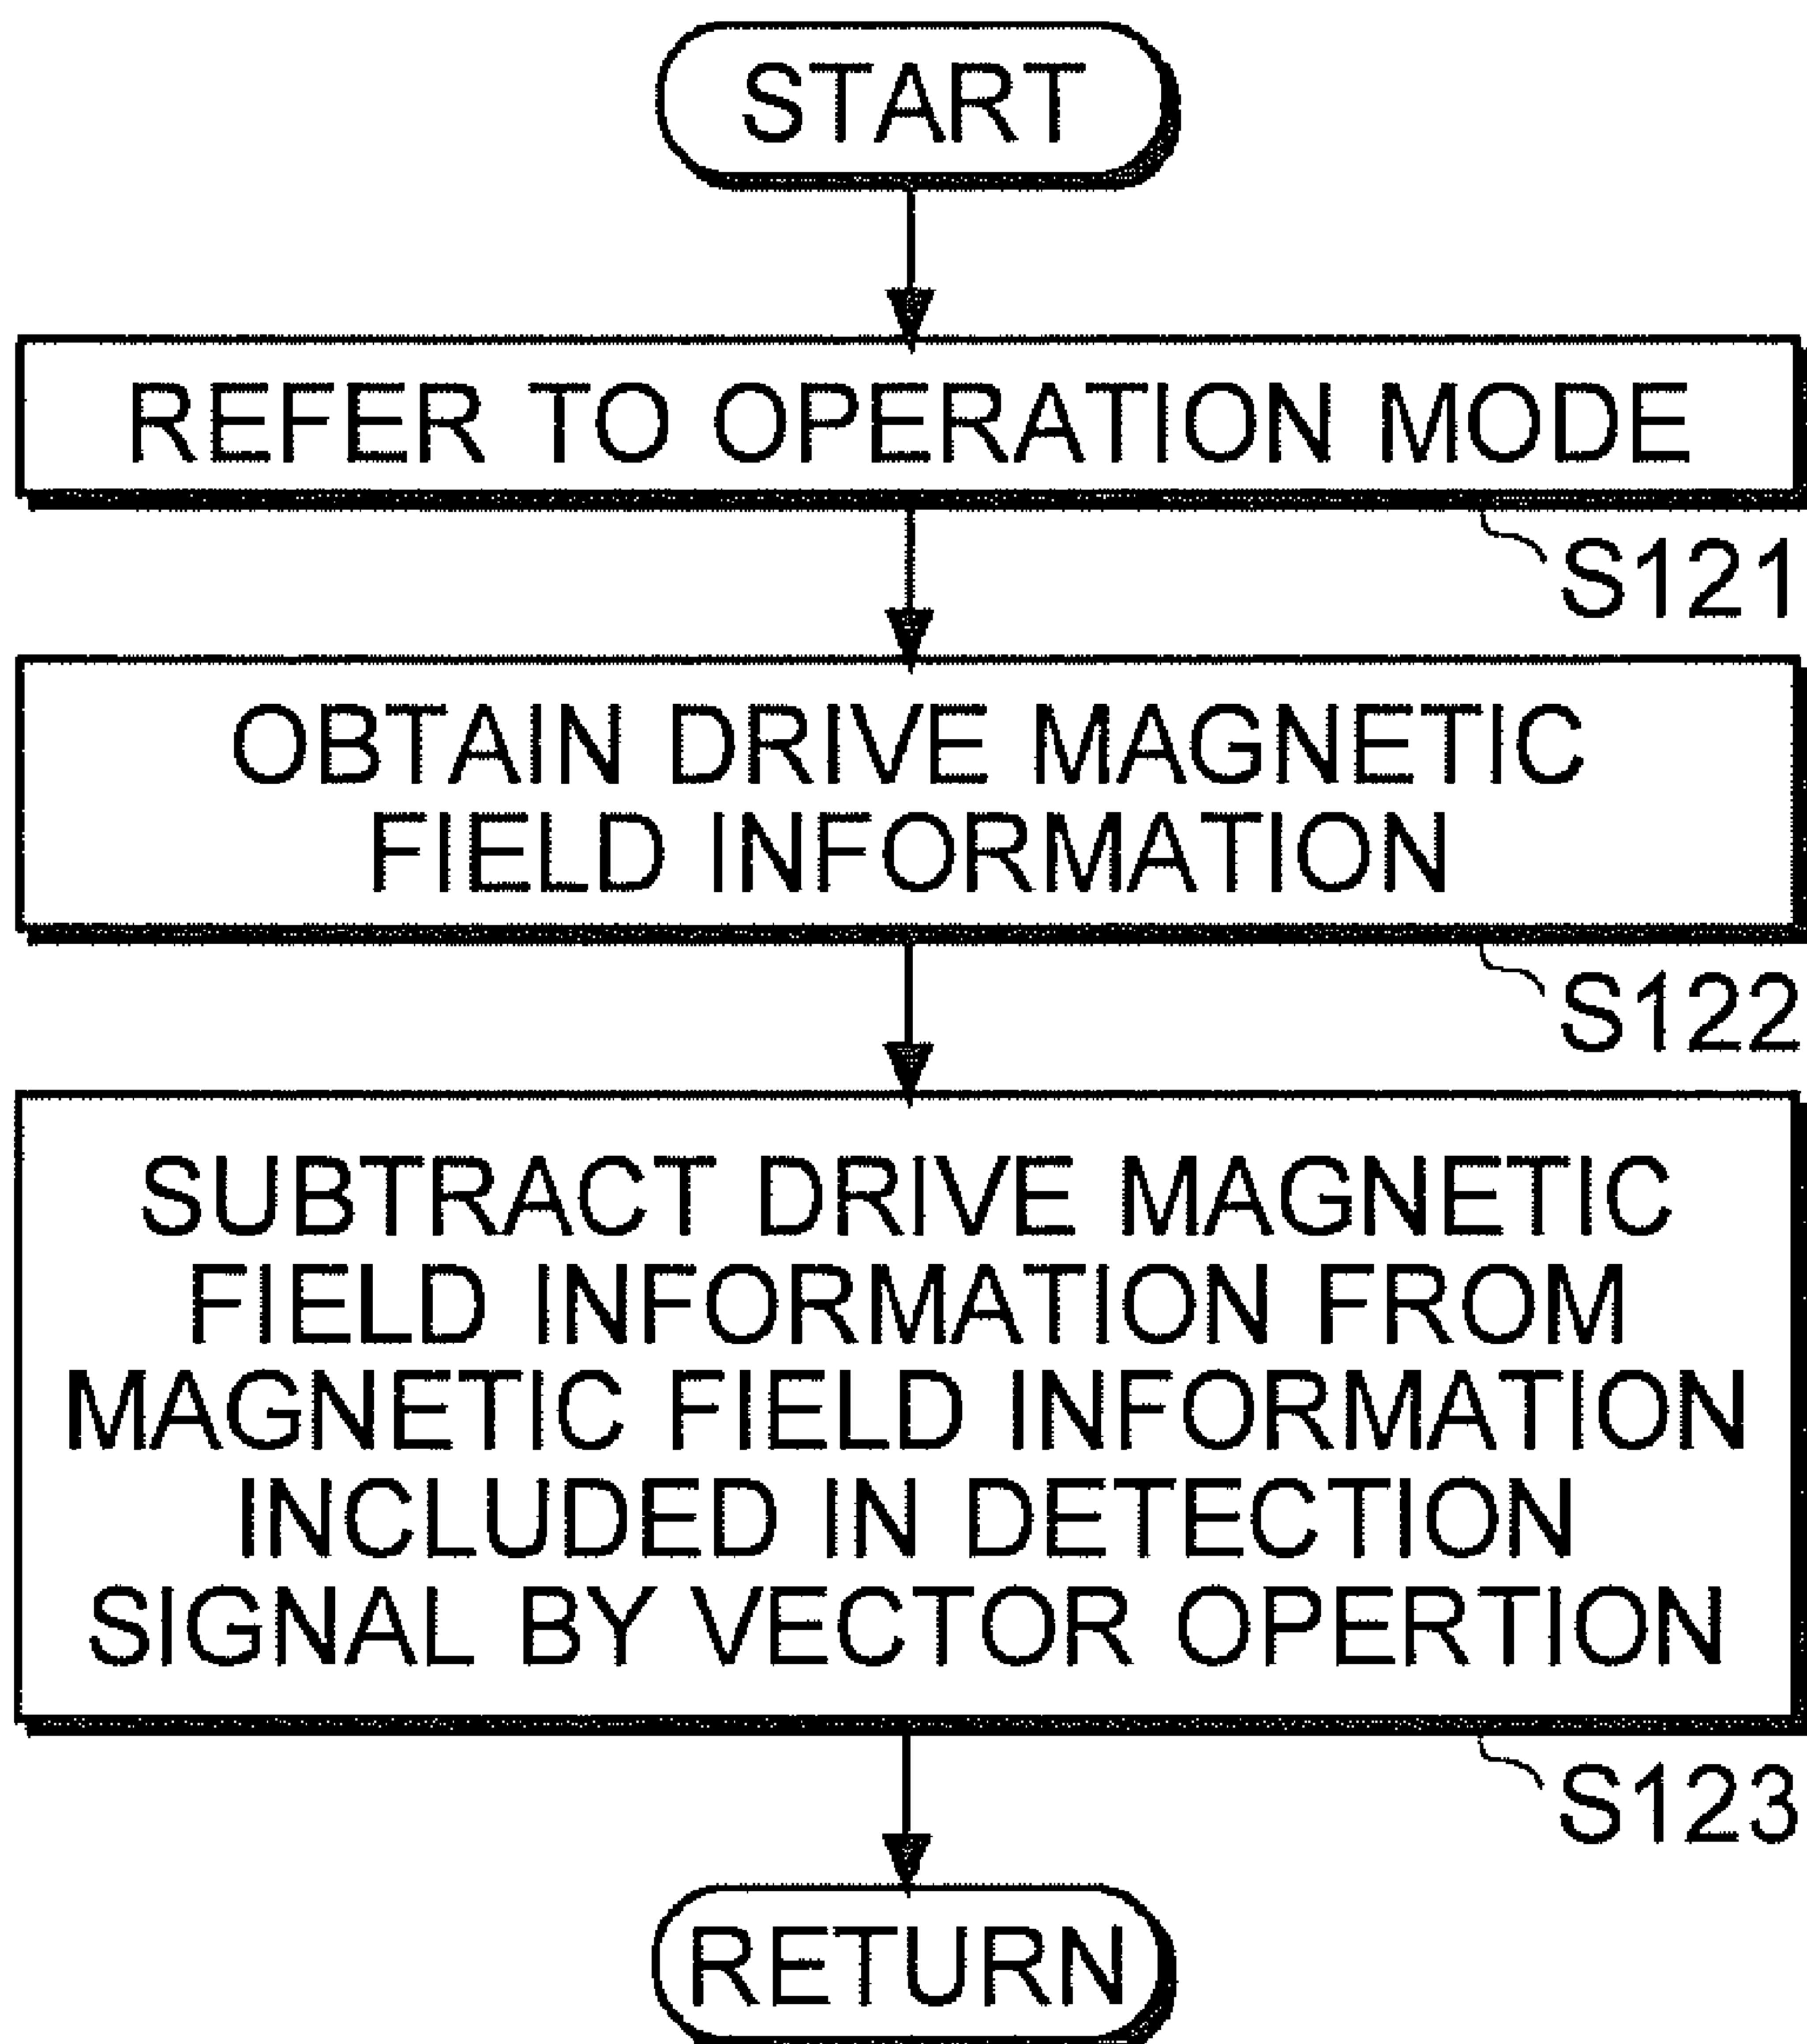 START
REFER TO OPERATION MODE
S121
OBTAIN DRIVE MAGNETIC
FIELD INFORMATION
S122
SUBTRACT DRIVE MAGNETIC
FIELD INFORMATION FROM
MAGNETIC FIELD INFORMATION
INCLUDED IN DETECTION
SIGNAL BY VECTOR OPERTION
S123
RETURN